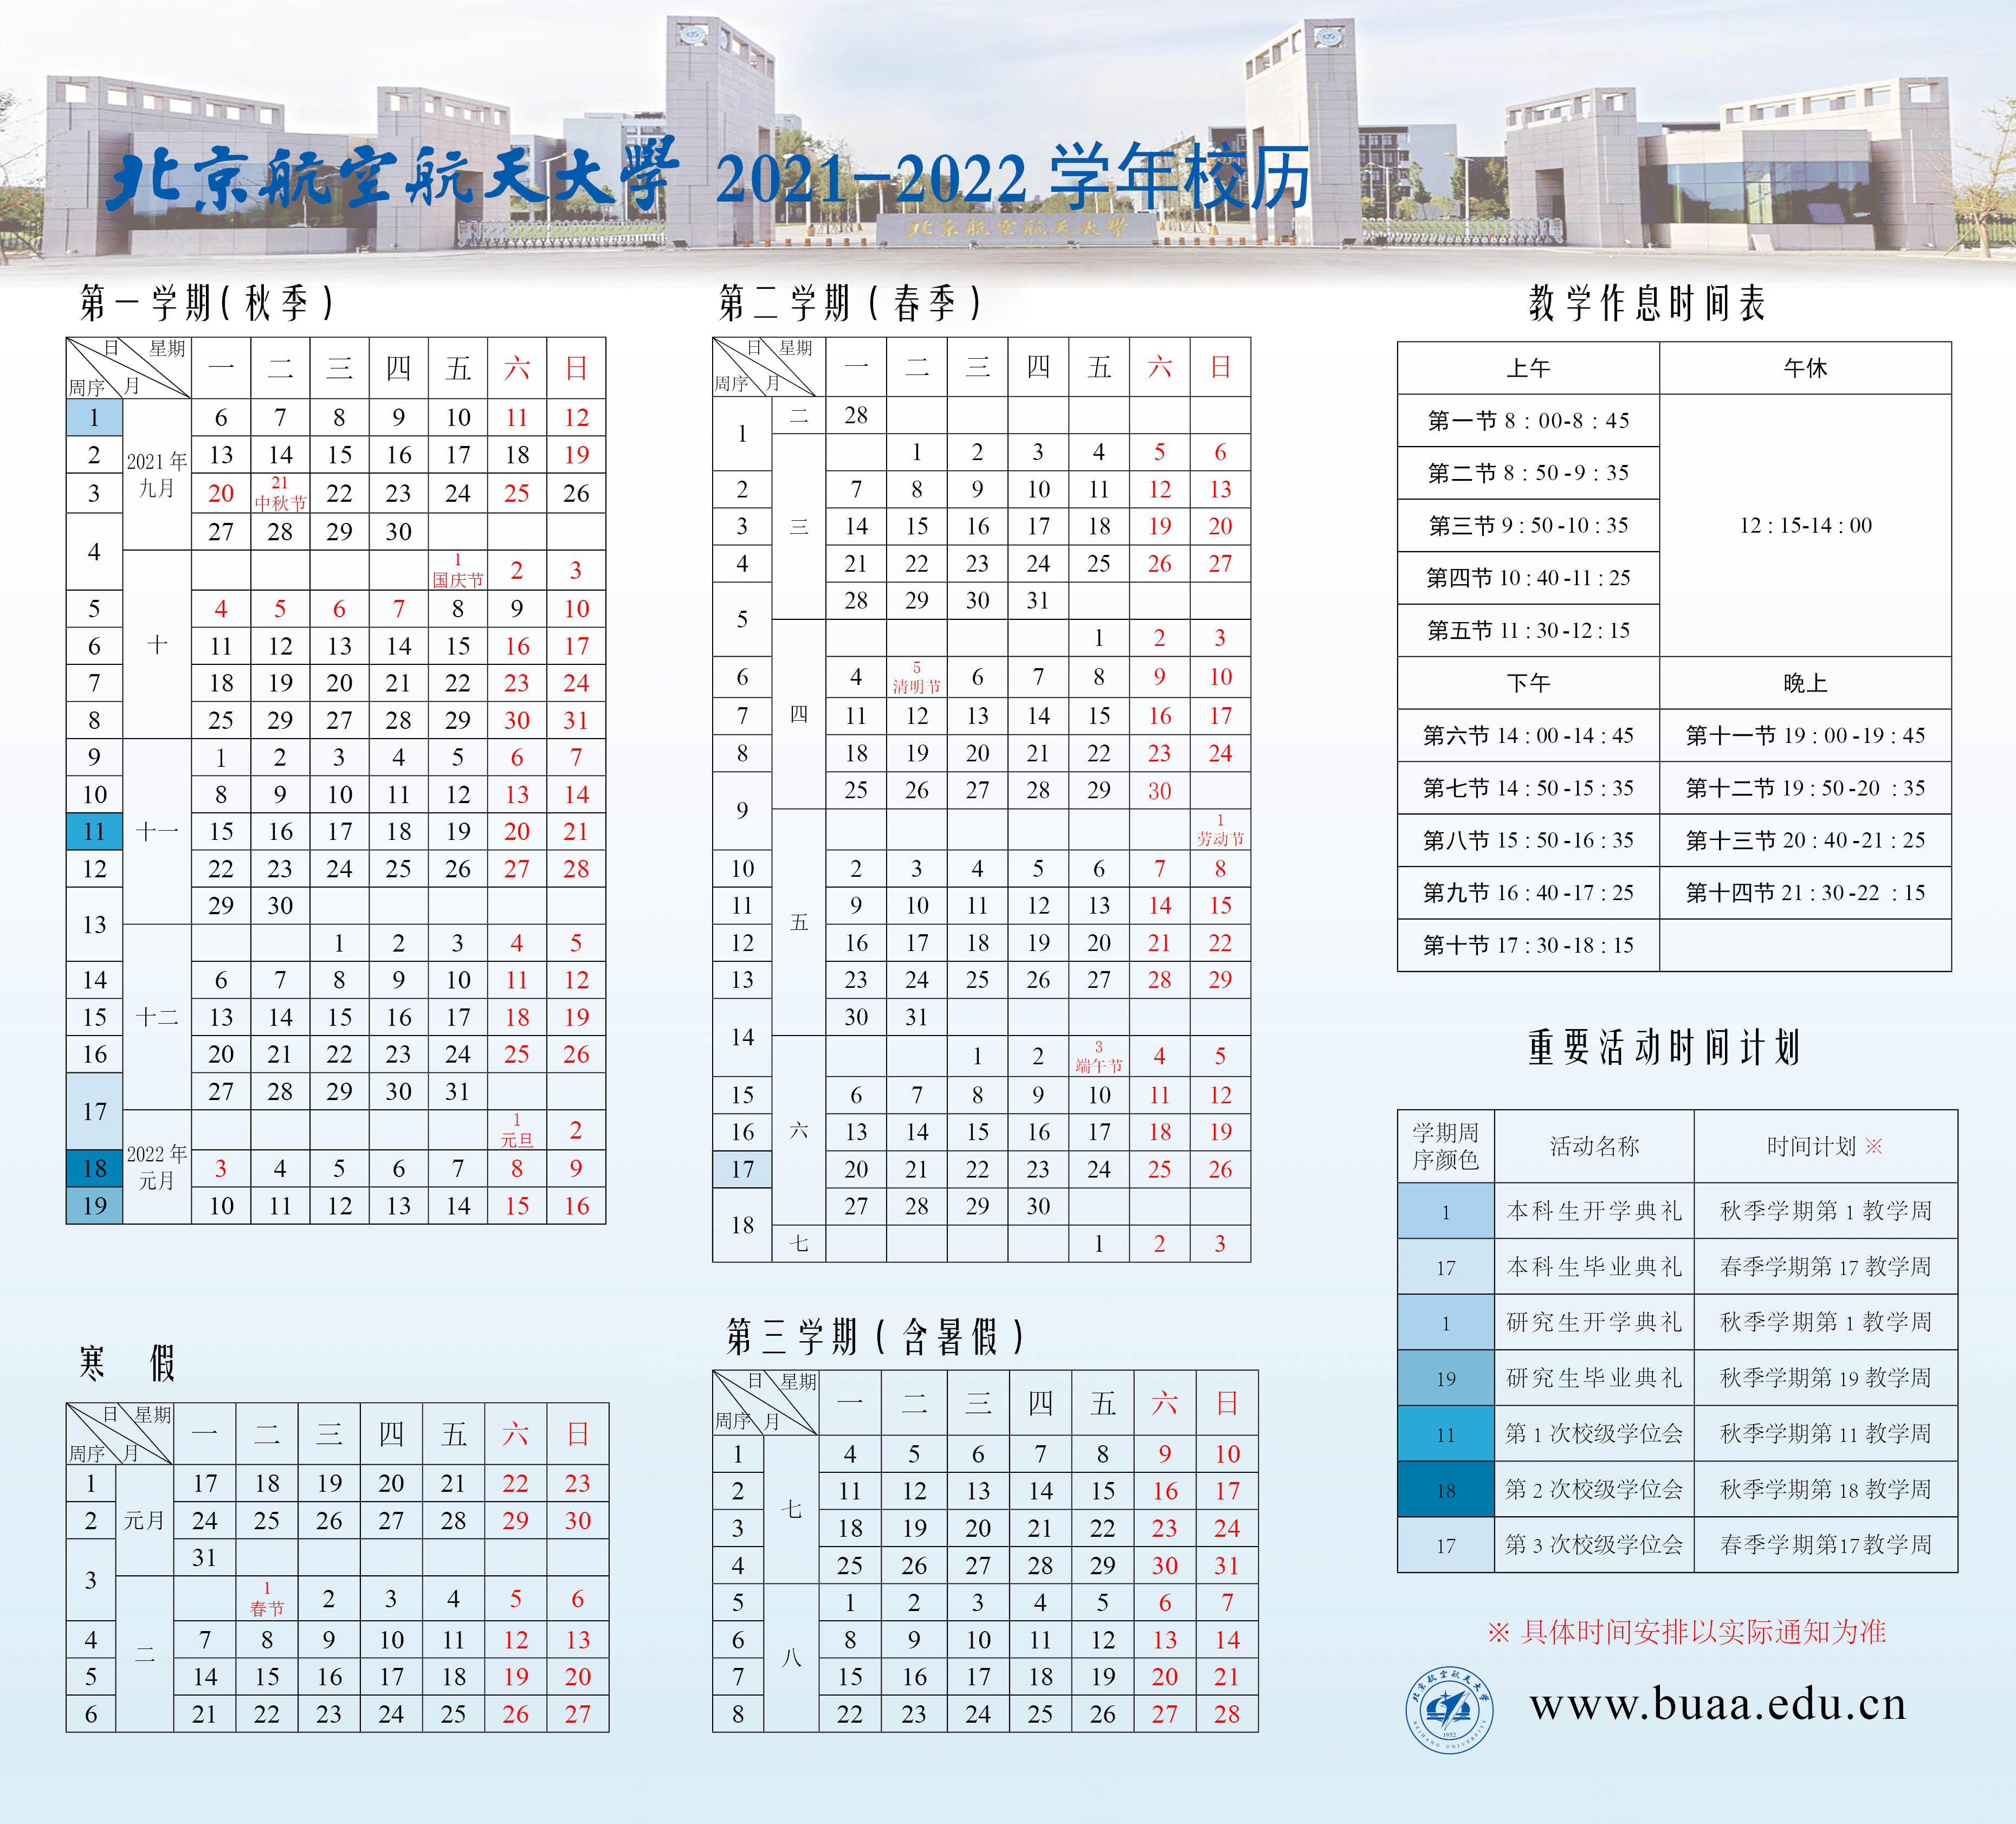 北京航空航天大學 2021-2022 学年校历
北京航空航天大學
第一学期(秋季)
日 星期
周序 月
一 二 三 四 五 六 日
1 2021年九月 6 7 8 9 10 11 12
2 13 14 15 16 17 18 19
3 20 21中秋节 22 23 24 25 26
4 27 28 29 30
十 1国庆节 2 3
5 4 5 6 7 8 9 10
6 11 12 13 14 15 16 17
7 18 19 20 21 22 23 24
8 25 29 27 28 29 30 31
9 十一 1 2 3 4 5 6 7
10 8 9 10 11 12 13 14
11 15 16 17 18 19 20 21
12 22 23 24 25 26 27 28
13 29 30
十二 1 2 3 4 5
14 6 7 8 9 10 11 12
15 13 14 15 16 17 18 19
16 20 21 22 23 24 25 26
17 27 28 29 30 31
2022年元月 1元旦 2
18 3 4 5 6 7 8 9
19 10 11 12 13 14 15 16
寒 假
日 星期
周序 月
一 二 三 四 五 六 日
1 元月 17 18 19 20 21 22 23
2 24 25 26 27 28 29 30
3 31
二 1春节 2 3 4 5 6
4 7 8 9 10 11 12 13
5 14 15 16 17 18 19 20
6 21 22 23 24 25 26 27
第二学期(春季)
日 星期
周序 月
一 二 三 四 五 六 日
1 二 28
三 1 2 3 4 5 6
2 7 8 9 10 11 12 13
3 14 15 16 17 18 19 20
4 21 22 23 24 25 26 27
5 28 29 30 31
四 1 2 3
6 4 5清明节 6 7 8 9 10
7 11 12 13 14 15 16 17
8 18 19 20 21 22 23 24
9 25 26 27 28 29 30
五 1劳动节
10 2 3 4 5 6 7 8
11 9 10 11 12 13 14 15
12 16 17 18 19 20 21 22
13 23 24 25 26 27 28 29
14 30 31
六 1 2 3端午节 4 5
15 6 7 8 9 10 11 12
16 13 14 15 16 17 18 19
17 20 21 22 23 24 25 26
18 27 28 29 30
七 1 2 3
第三学期(含暑假)
日 星期
周序 月
一 二 三 四 五 六 日
1 七 4 5 6 7 8 9 10
2 11 12 13 14 15 16 17
3 18 19 20 21 22 23 24
4 25 26 27 28 29 30 31
5 八 1 2 3 4 5 6 7
6 8 9 10 11 12 13 14
7 15 16 17 18 19 20 21
8 22 23 24 25 26 27 28
教学作息时间表
上午 午休
第一节 8:00-8:45 12:15-14:00
第二节 8:50-9:35
第三节 9:50-10:35
第四节 10:40-11:25
第五节 11:30-12:15
下午 晚上
第六节 14:00-14:45 第十一节 19:00-19:45
第七节 14:50-15:35 第十二节 19:50-20:35
第八节 15:50-16:35 第十三节 20:40-21:25
第九节 16:40-17:25 第十四节 21:30-22:15
第十节 17:30-18:15
重要活动时间计划
学期周序颜色 活动名称 时间计划 ※
1 本科生开学典礼 秋季学期第 1 教学周
17 本科生毕业典礼 春季学期第 17 教学周
1 研究生开学典礼 秋季学期第 1 教学周
19 研究生毕业典礼 秋季学期第 19 教学周
11 第 1 次校级学位会 秋季学期第 11 教学周
18 第 2 次校级学位会 秋季学期第 18 教学周
17 第 3 次校级学位会 春季学期第17教学周
※ 具体时间安排以实际通知为准
北京航空航天大学
1952
BEIHANG UNIVERSITY
www.buaa.edu.cn